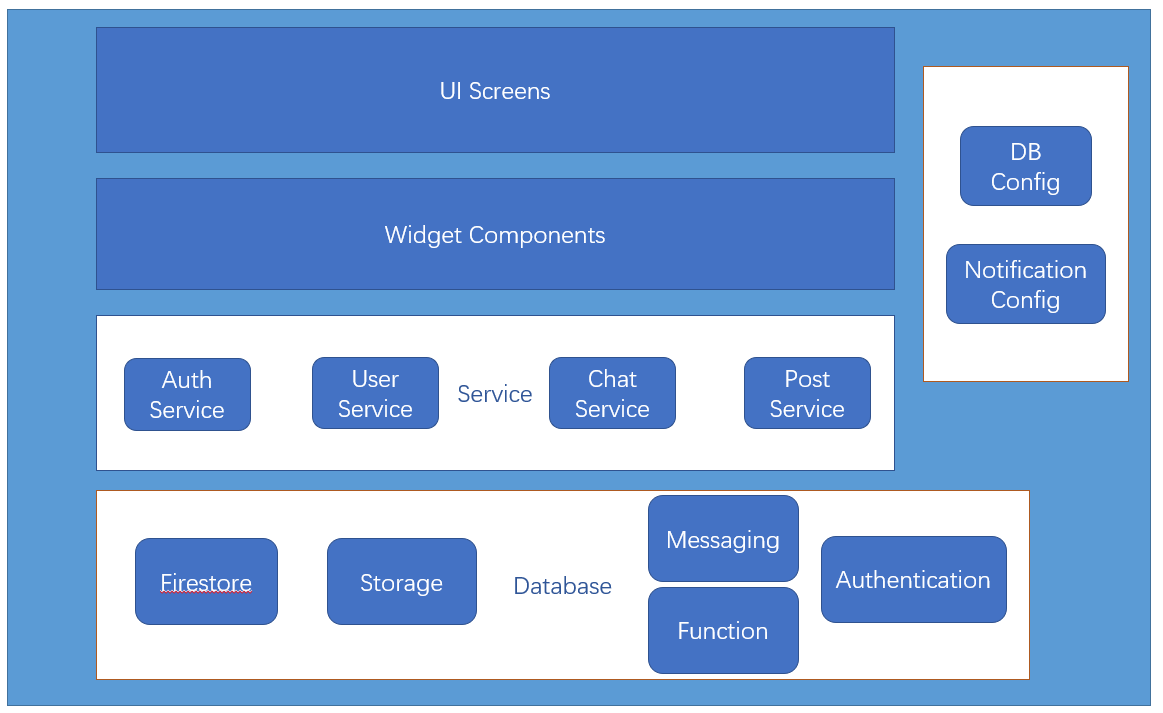 UI Screens
DB
Config
Widget Components
Notification
Config
Auth
Service
User
Service
Service
Chat
Service
Post
Service
Firestore
Storage
Database
Messaging
Function
Authentication